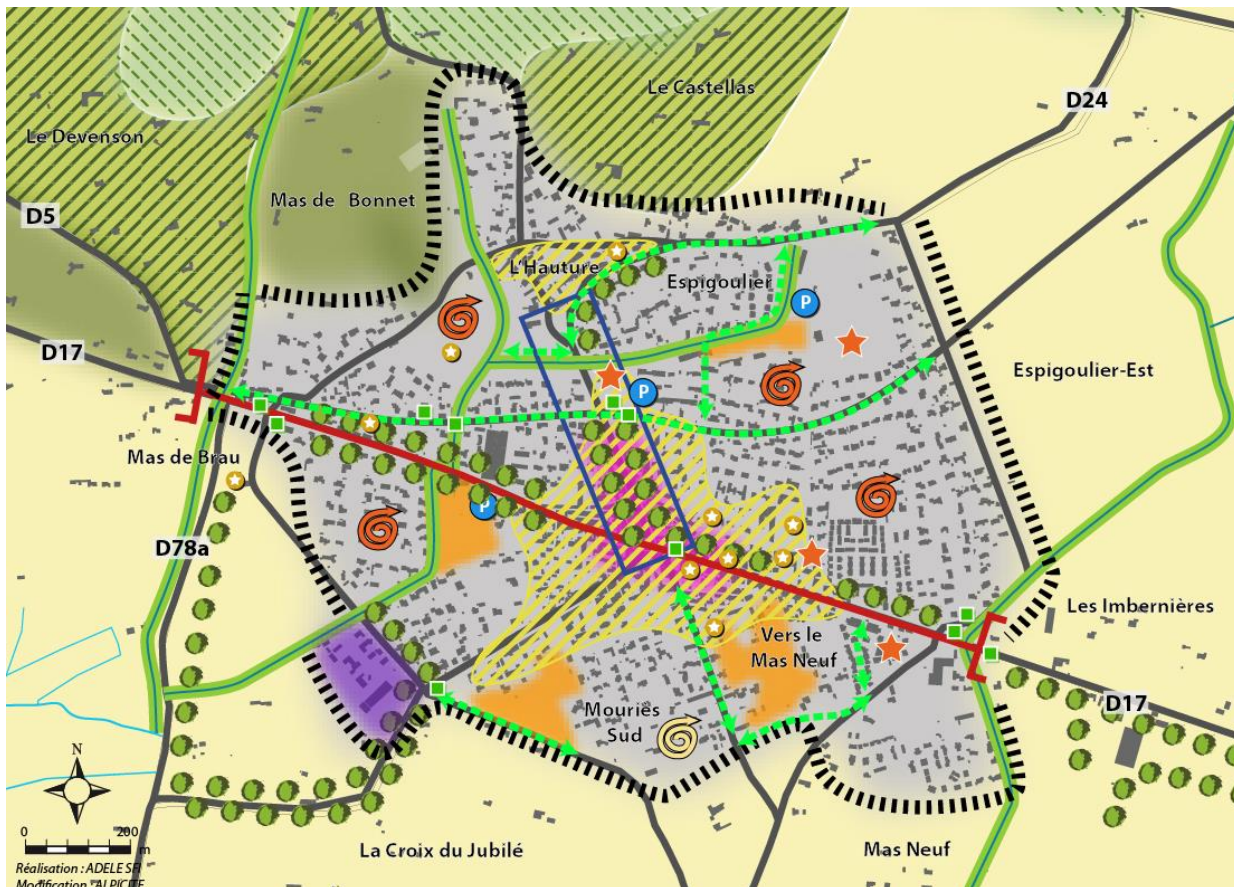 Le Castellas
D24
Le Devenson
Mas de Bonnet
D5
L'Hauture
Espigoulier
P
D17
Espigoulier-Est
P
Mas de Brau
P
D78a
Les Imbernières
Vers le
Mas Neuf
Mouriès
Sud
D17
N
0 200
m
La Croix du Jubilé
Mas Neuf
Réalisation : ADELE SFI
Modification : ALPICITE